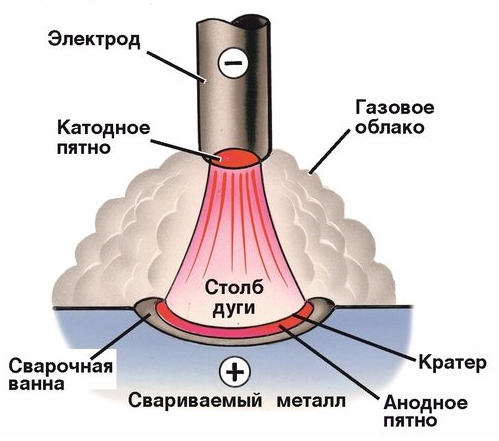 Электрод
−
Катодное
пятно
Газовое
облако
Столб
дуги
Сварочная
ванна
+
Свариваемый металл
Кратер
Анодное
пятно